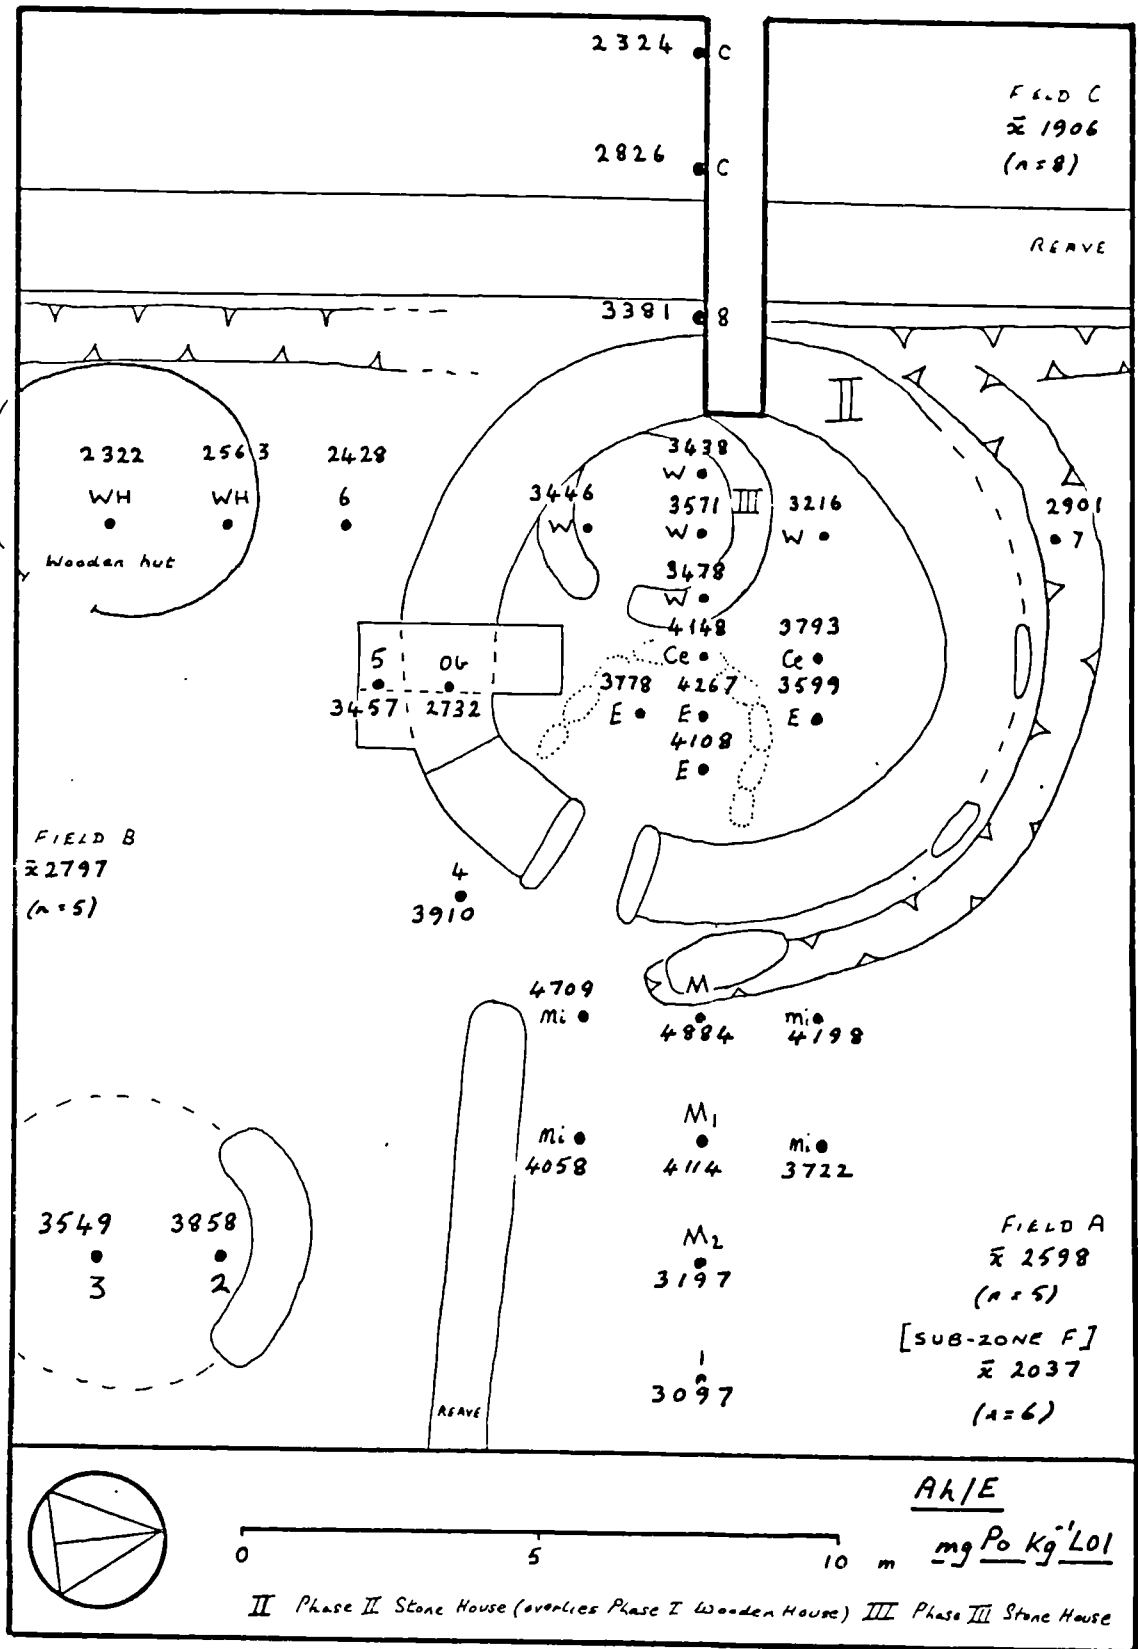 2324
C
FIELD C
x̄ 1906
(n=8)
2826
C
REAVE
3381
8
II
2322
2563
2428
WH
WH
6
Wooden hut
3438
W
3446
W
3571
W
III
3216
W
2901
7
3478
W
4148
Ce
3793
Ce
5
OG
3457
2732
3778
E
4267
E
3599
E
4108
E
FIELD B
x̄ 2797
(n=5)
4
3910
4709
Mi
M
4884
mi
4198
Mi
4058
M1
4114
mi
3722
3549
3858
3
2
M2
3197
FIELD A
x̄ 2598
(n=5)
[SUB-ZONE F]
x̄ 2037
(n=6)
1
3097
REAVE
Ah/E
mg Po Kg⁻¹ LOI
0
5
10 m
II Phase II Stone House (overlies Phase I Wooden House) III Phase III Stone House